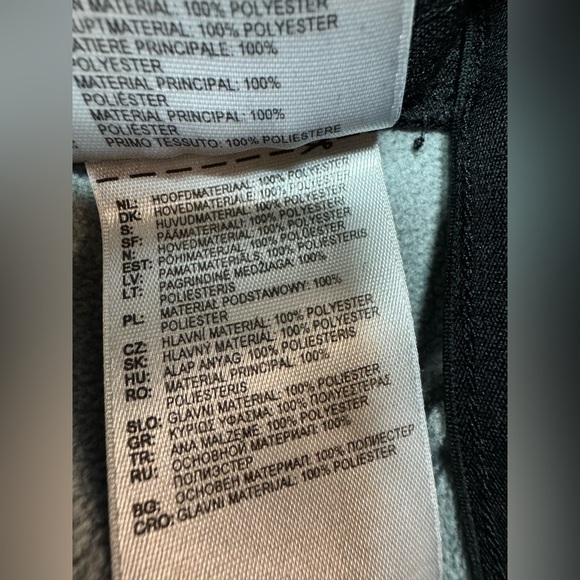 MATERIAL: 100% POLYESTER
UPTMATERIAL: 100% POLYESTER
ATIERE PRINCIPALE: 100%
POLYESTER
MATERIAL PRINCIPAL: 100%
POLIÉSTER
MATERIAL PRINCIPAL: 100%
POLIÉSTER
PRIMO TESSUTO: 100% POLIESTERE
NL: HOOFDMATERIAAL: 100% POLYESTER
DK: HOVEDMATERIALE: 100% POLYESTER
S: HUVUDMATERIAL: 100% POLYESTER
SF: PÄÄMATERIAALI: 100% POLYESTERI
N: HOVEDMATERIAL: 100% POLYESTER
EST: PÕHIMATERJAL: 100% POLÜESTER
LV: PAMATMATERIĀLS: 100% POLIESTERIS
LT: PAGRINDINĖ MEDŽIAGA: 100%
POLIESTERIS
PL: MATERIAŁ PODSTAWOWY: 100%
POLIESTER
CZ: HLAVNÍ MATERIÁL: 100% POLYESTER
SK: HLAVNÝ MATERIÁL: 100% POLYESTER
HU: ALAP ANYAG: 100% POLIESTERIS
RO: MATERIAL PRINCIPAL: 100%
POLIESTERIS
SLO: GLAVNI MATERIAL: 100% POLIESTER
GR: ΚΥΡΙΩΣ ΥΦΑΣΜΑ: 100% ΠΟΛΥΕΣΤΕΡΑΣ
TR: ANA MALZEME: 100% POLYESTER
RU: ОСНОВНОЙ МАТЕРИАЛ: 100%
ПОЛИЭСТЕР
BG: ОСНОВЕН МАТЕРИАЛ: 100% ПОЛИЕСТЕР
CRO: GLAVNI MATERIJAL: 100% POLIESTER